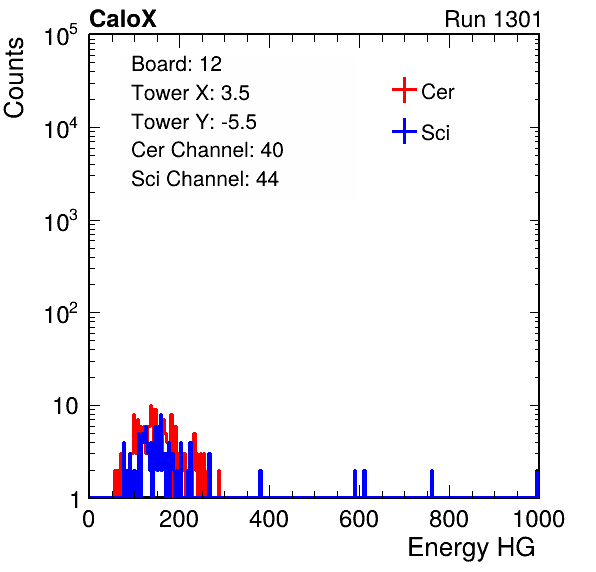 CaloX Run 1301
Counts
Board: 12
Tower X: 3.5
Tower Y: -5.5
Cer Channel: 40
Sci Channel: 44
Cer
Sci
10^5
10^4
10^3
10^2
10
1
0 200 400 600 800 1000
Energy HG